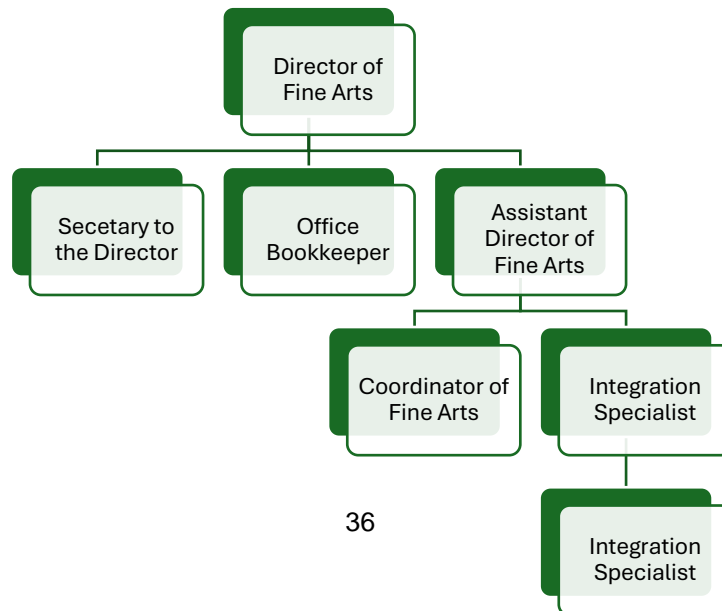 Director of
Fine Arts
Secetary to
the Director
Office
Bookkeeper
Assistant
Director of
Fine Arts
Coordinator of
Fine Arts
Integration
Specialist
36
Integration
Specialist